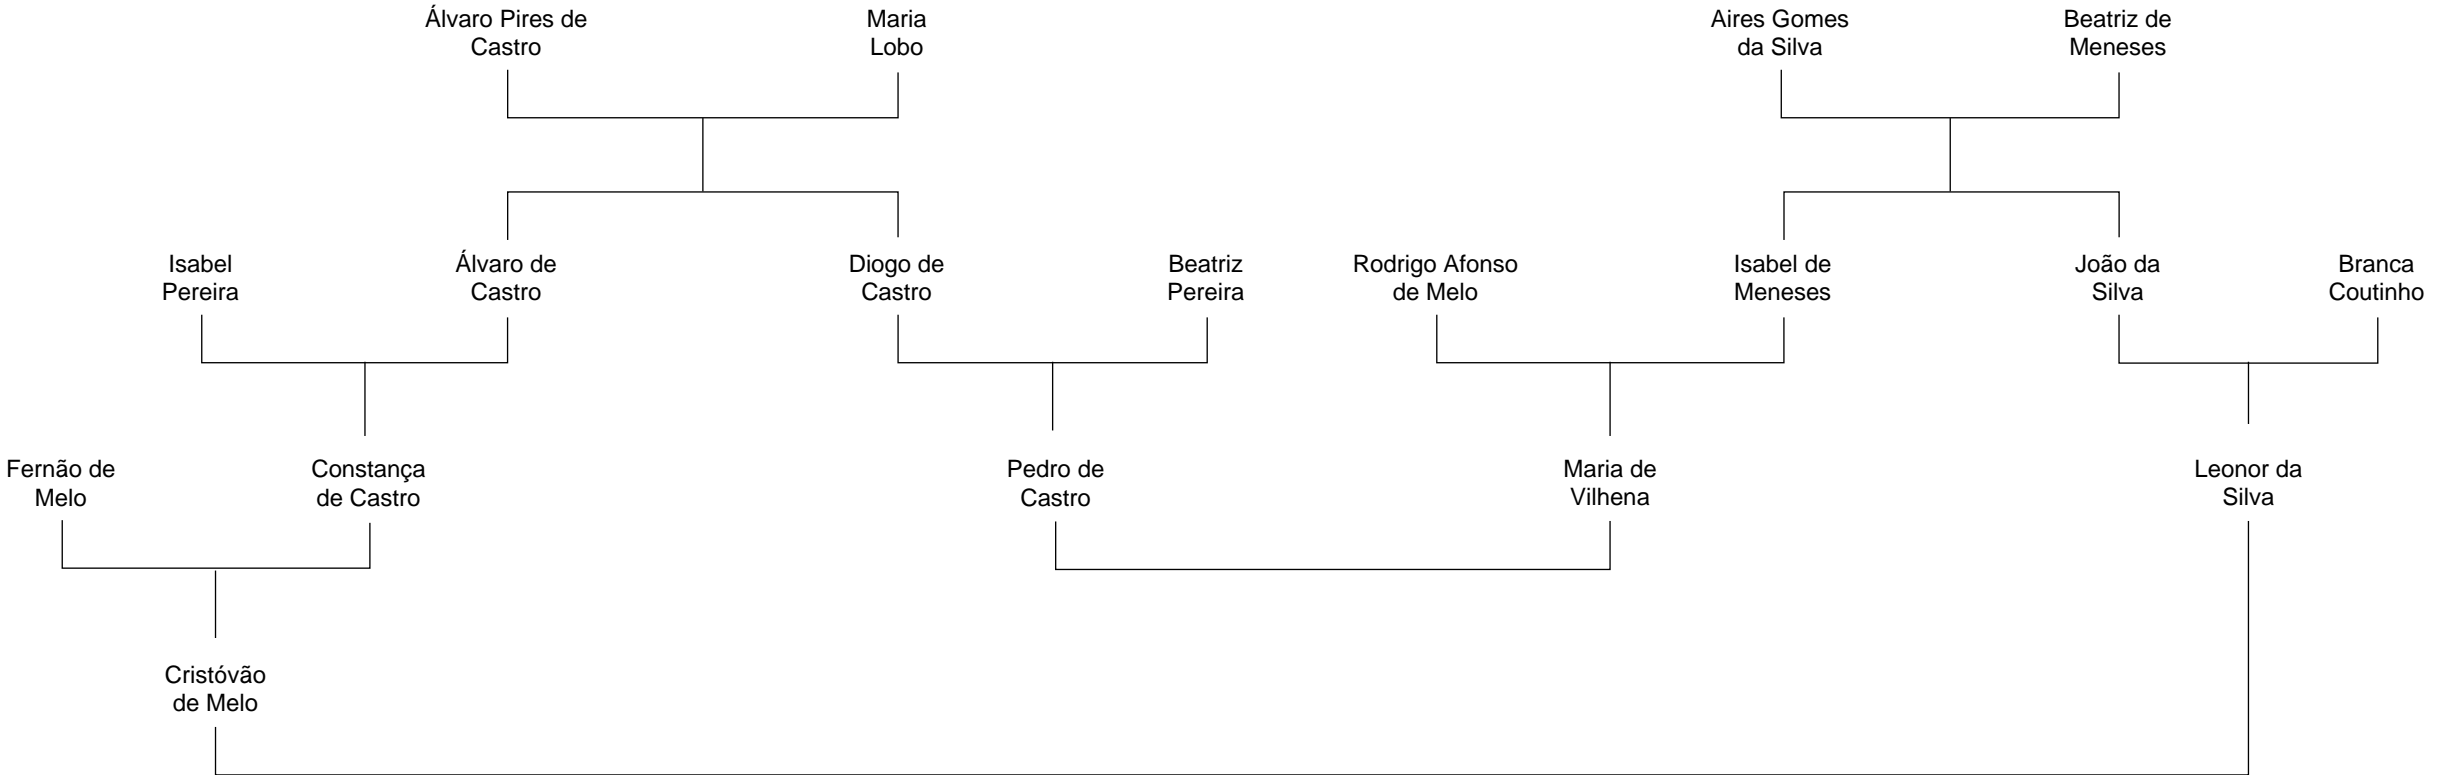 Álvaro Pires de
Castro
Maria
Lobo
Aires Gomes
da Silva
Beatriz de
Meneses
Isabel
Pereira
Álvaro de
Castro
Diogo de
Castro
Beatriz
Pereira
Rodrigo Afonso
de Melo
Isabel de
Meneses
João da
Silva
Branca
Coutinho
Fernão de
Melo
Constança
de Castro
Pedro de
Castro
Maria de
Vilhena
Leonor da
Silva
Cristóvão
de Melo